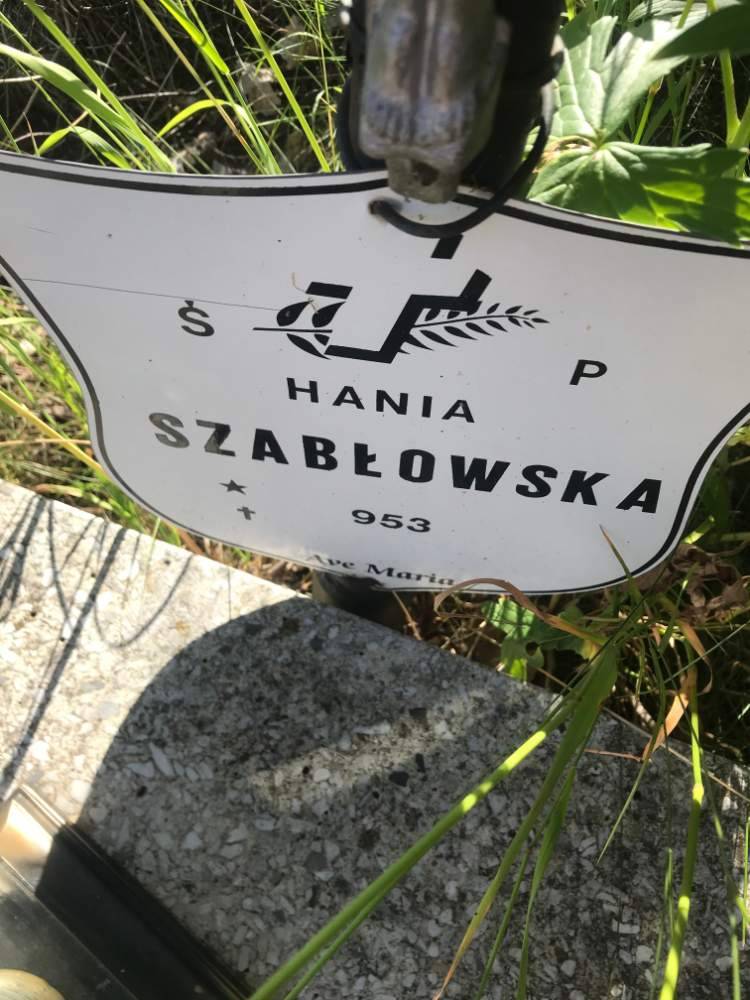 Ś P
HANIA
SZABŁOWSKA
953
Ave Maria